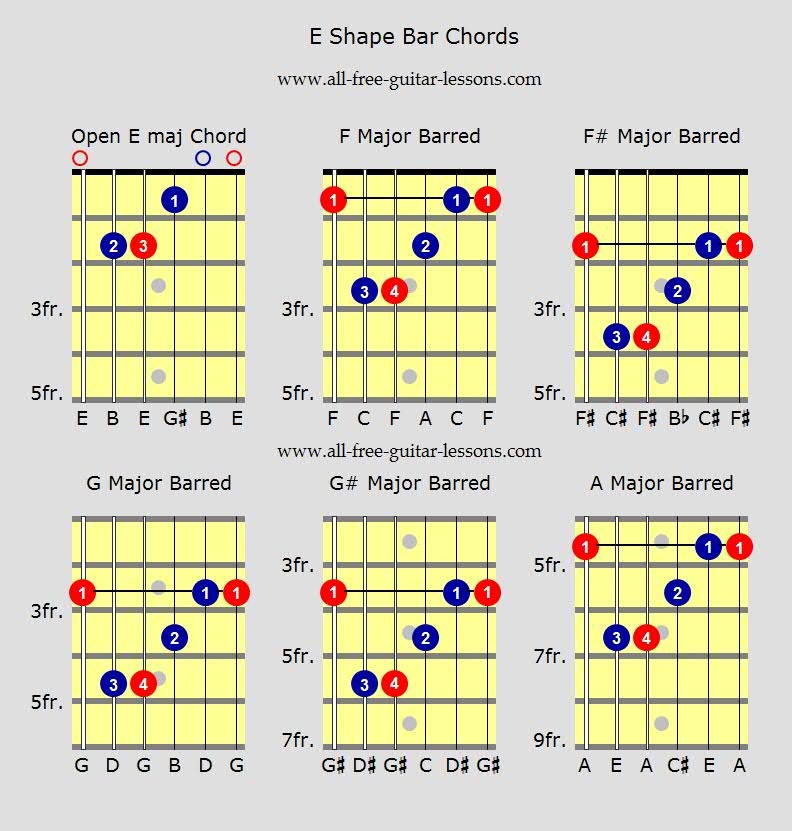 E Shape Bar Chords
www.all-free-guitar-lessons.com
Open E maj Chord F Major Barred F# Major Barred
1 1 1 1
2 3 2 1 1 1
3 4 2
3fr. 3fr. 3fr.
3 4
5fr. 5fr. 5fr.
E B E G♯ B E F C F A C F F♯ C♯ F♯ B♭ C♯ F♯
www.all-free-guitar-lessons.com
G Major Barred G# Major Barred A Major Barred
1 1 1
3fr. 5fr.
1 1 1 1 1 1 2
3fr.
2 2 3 4
5fr. 7fr.
3 4 3 4
5fr.
7fr. 9fr.
G D G B D G G♯ D♯ G♯ C D♯ G♯ A E A C♯ E A